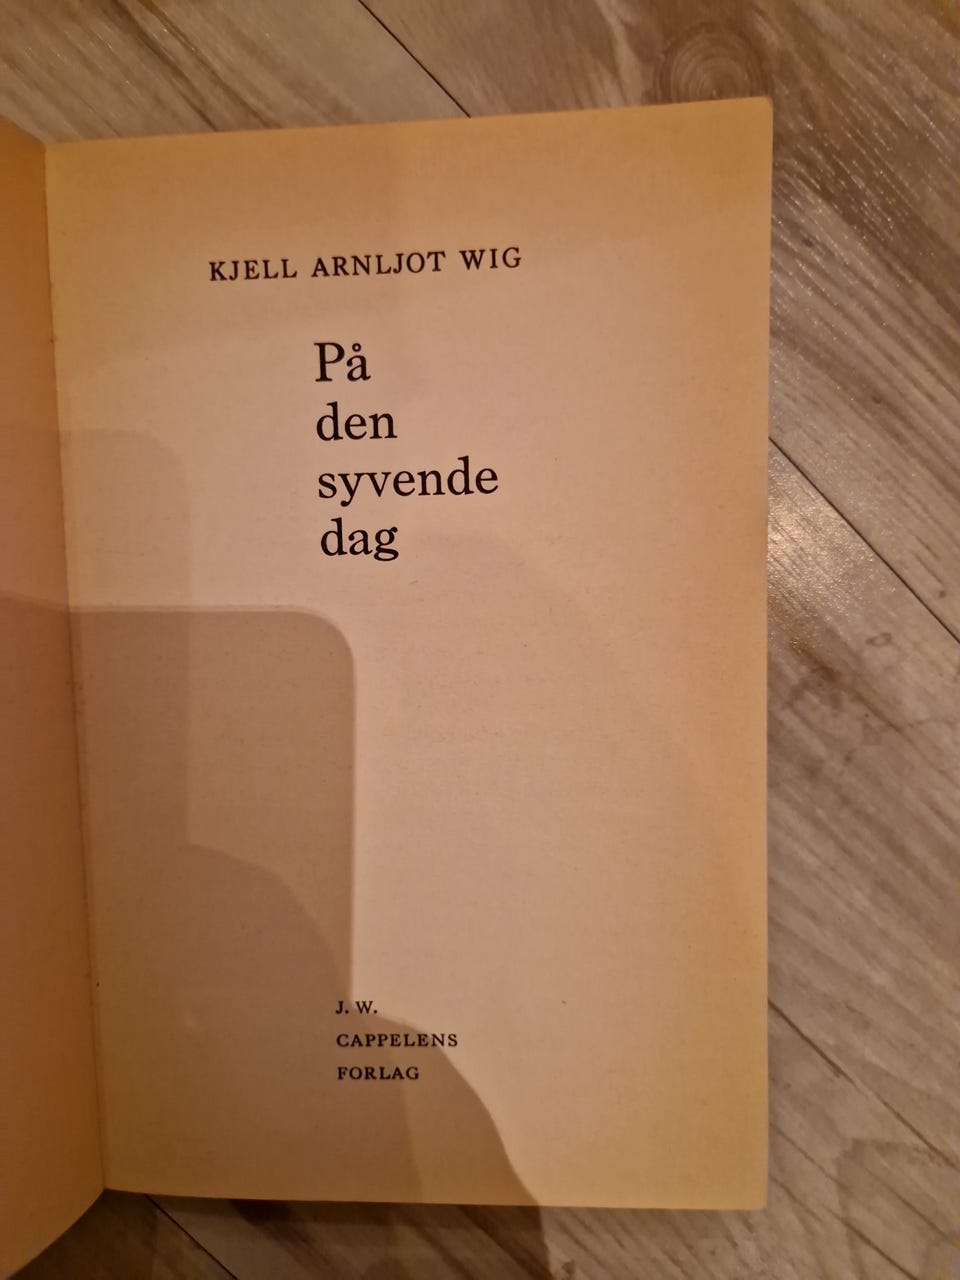 KJELL ARNLJOT WIG
På
den
syvende
dag
J. W.
CAPPELENS
FORLAG